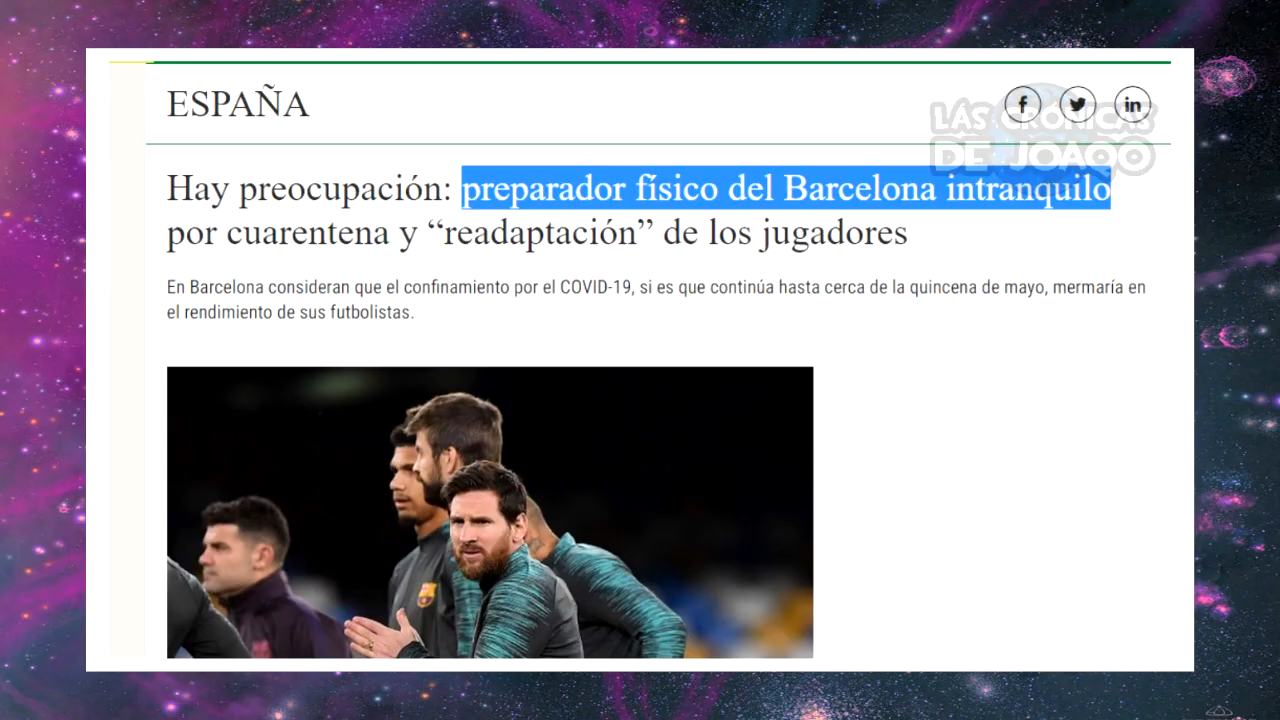 ESPAÑA
LAS CRÓNICAS
DE JOAQO
Hay preocupación: preparador físico del Barcelona intranquilo
por cuarentena y “readaptación” de los jugadores
En Barcelona consideran que el confinamiento por el COVID-19, si es que continúa hasta cerca de la quincena de mayo, mermaría en
el rendimiento de sus futbolistas.